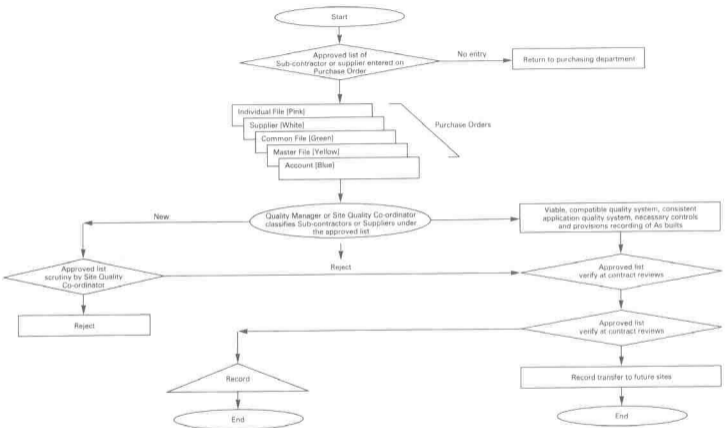 Start
Approved list of
Sub-contractor or supplier entered on
Purchase Order
No entry
Return to purchasing department
Individual File [Pink]
Supplier [White]
Common File [Green]
Master File [Yellow]
Account [Blue]
Purchase Orders
New
Quality Manager or Site Quality Co-ordinator
classifies Sub-contractors or Suppliers under
the approved list
Viable, compatible quality system, consistent
application quality system, necessary controls
and provisions recording of As builts
Reject
Approved list
scrutiny by Site Quality
Co-ordinator
Approved list
verify at contract reviews
Reject
Approved list
verify at contract reviews
Record
Record transfer to future sites
End
End